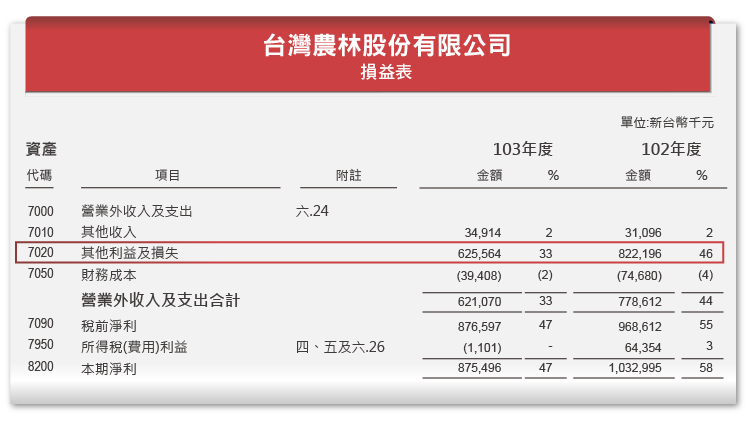 台灣農林股份有限公司
損益表
單位:新台幣千元
資產 103年度 102年度
代碼 項目 附註 金額 % 金額 %
7000 營業外收入及支出 六.24
7010 其他收入 34,914 2 31,096 2
7020 其他利益及損失 625,564 33 822,196 46
7050 財務成本 (39,408) (2) (74,680) (4)
營業外收入及支出合計 621,070 33 778,612 44
7090 稅前淨利 876,597 47 968,612 55
7950 所得稅(費用)利益 四、五及六.26 (1,101) - 64,354 3
8200 本期淨利 875,496 47 1,032,995 58